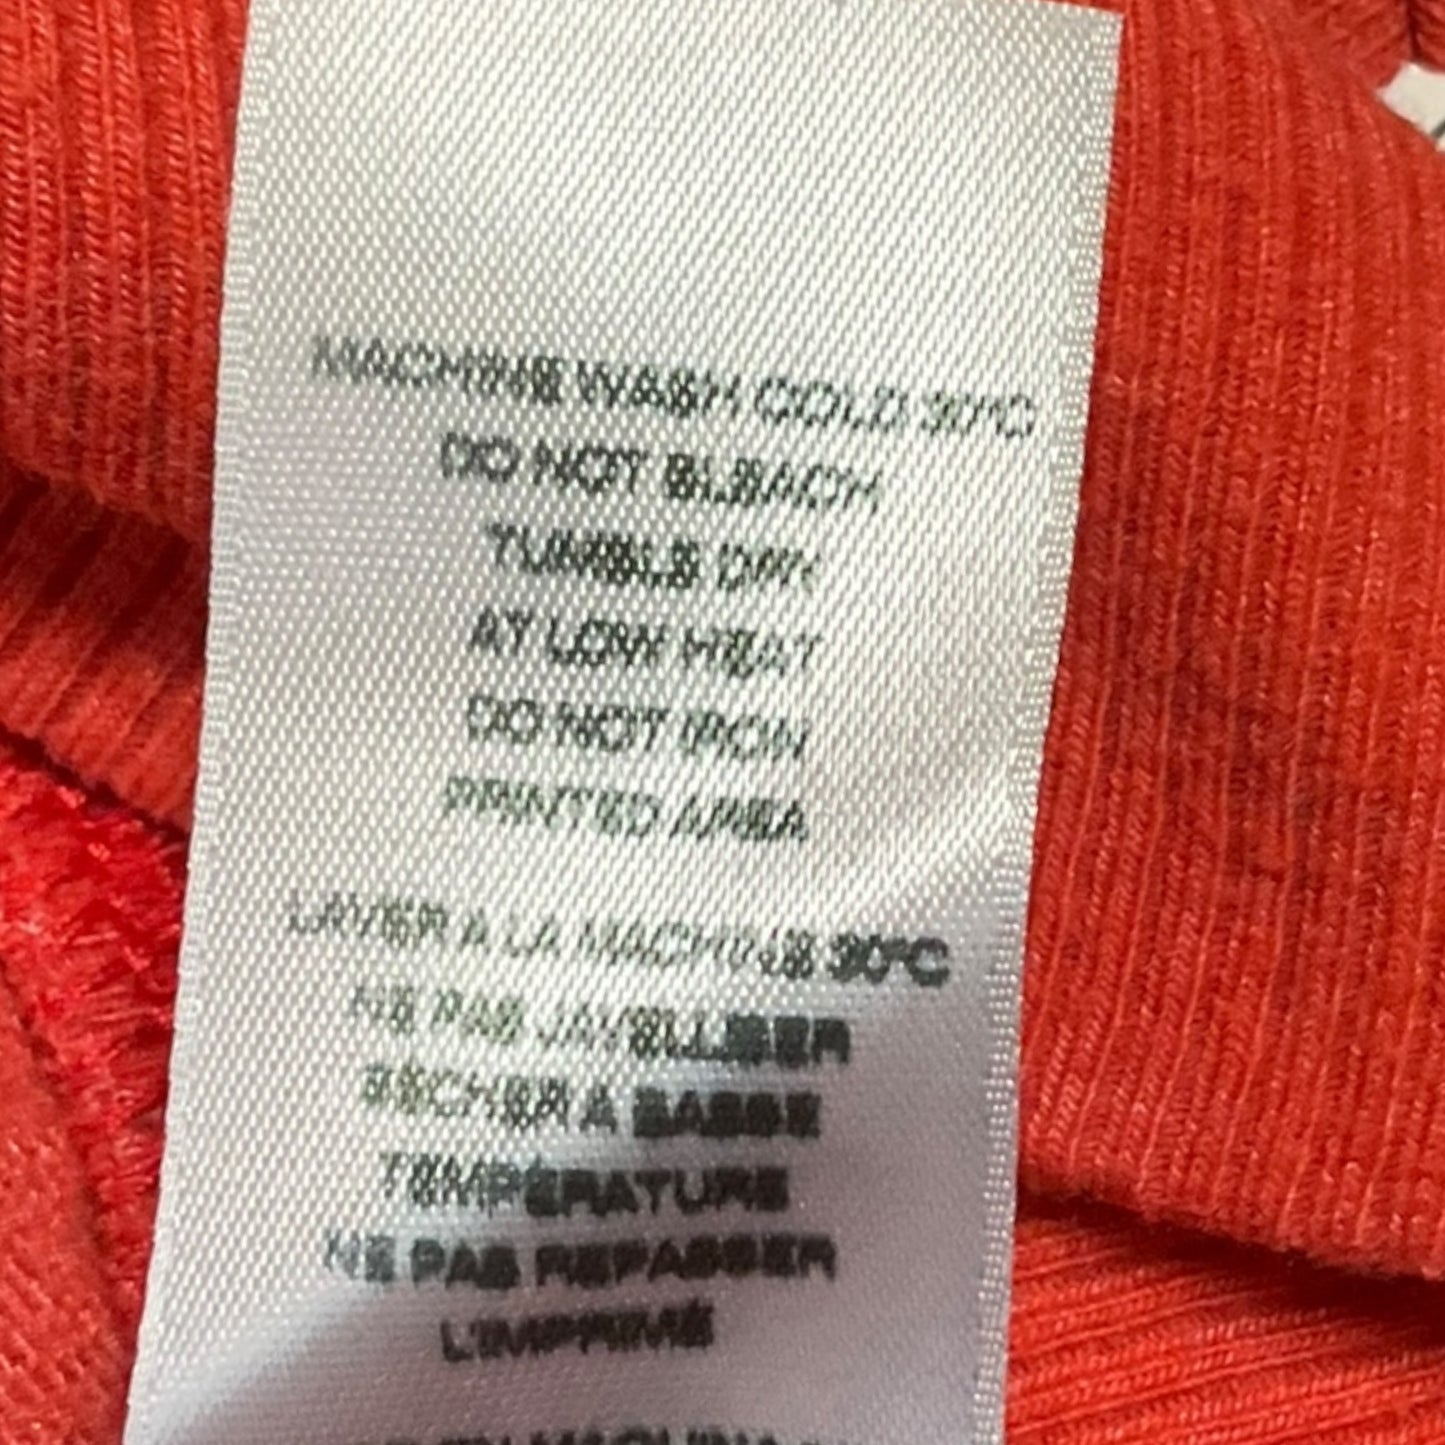 MACHINE WASH COLD 30°C
DO NOT BLEACH
TUMBLE DRY
AT LOW HEAT
DO NOT IRON
PRINTED AREA
LAVER A LA MACHINE 30°C
NE PAS JAVELLISER
SÉCHER A BASSE
TEMPÉRATURE
NE PAS REPASSER
L'IMPRIMÉ